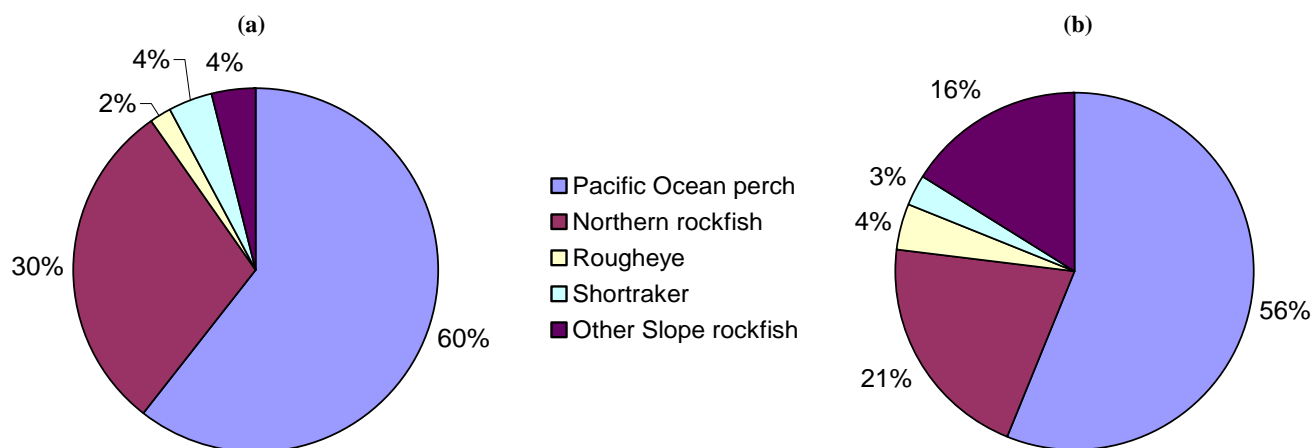 (a)
4%
4%
2%
30%
60%
Pacific Ocean perch
Northern rockfish
Rougheye
Shortraker
Other Slope rockfish
(b)
16%
3%
4%
21%
56%